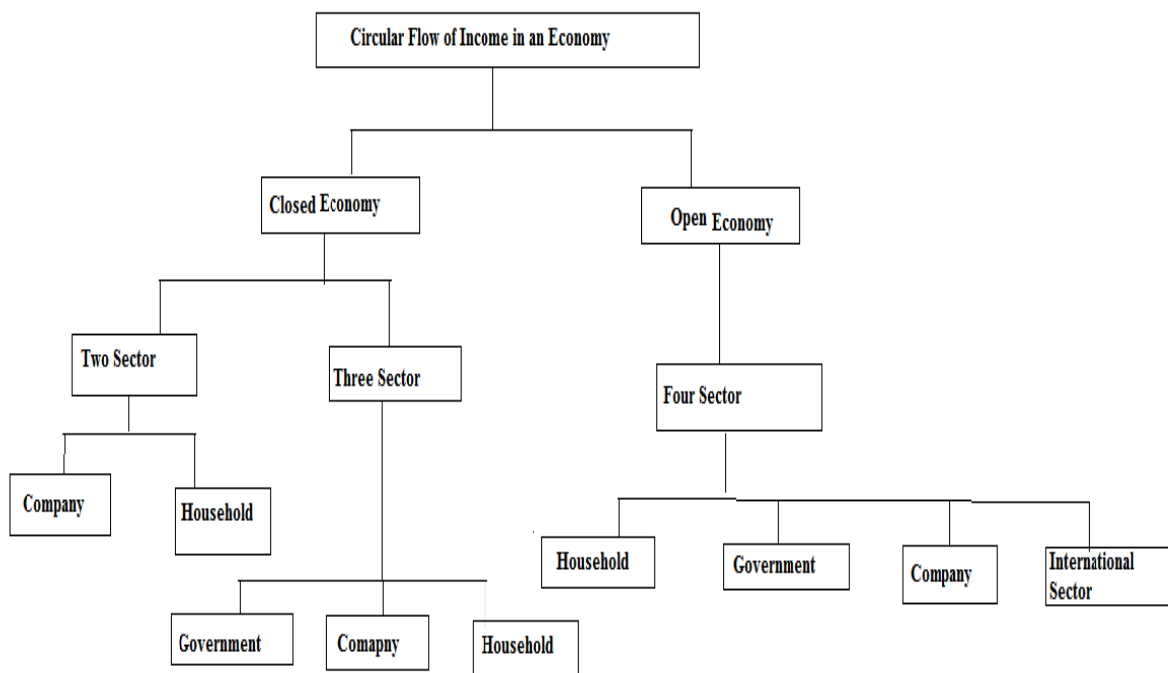 Circular Flow of Income in an Economy
Closed Economy
Open Economy
Two Sector
Three Sector
Four Sector
Company
Household
Household
Government
Company
International
Sector
Government
Comapny
Household